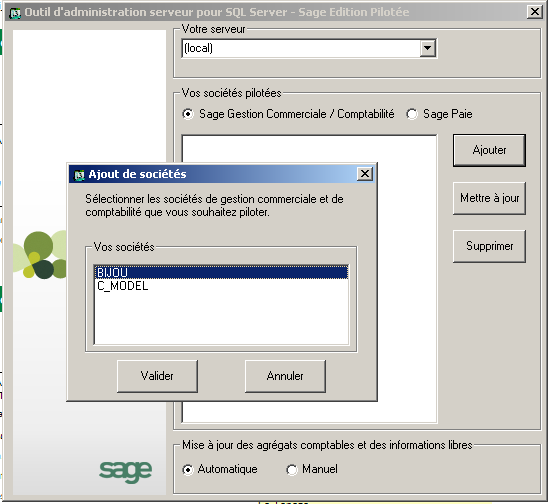 Outil d'administration serveur pour SQL Server - Sage Edition Pilotée
Votre serveur
(local)
Vos sociétés pilotées
Sage Gestion Commerciale / Comptabilité
Sage Paie
Ajouter
Mettre à jour
Supprimer
Ajout de sociétés
Sélectionner les sociétés de gestion commerciale et de
comptabilité que vous souhaitez piloter.
Vos sociétés
BIJOU
C_MODEL
Valider
Annuler
sage
Mise à jour des agrégats comptables et des informations libres
Automatique
Manuel